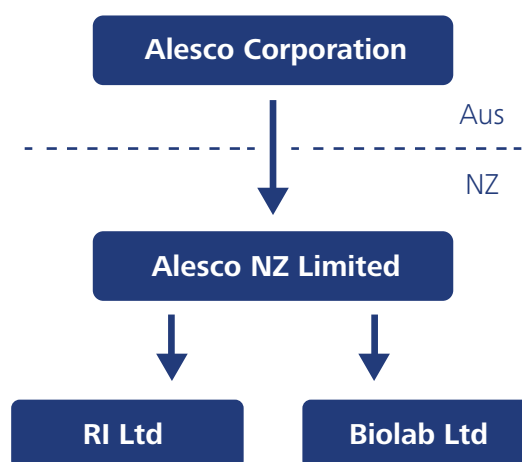 Alesco Corporation
Aus
NZ
Alesco NZ Limited
RI Ltd
Biolab Ltd